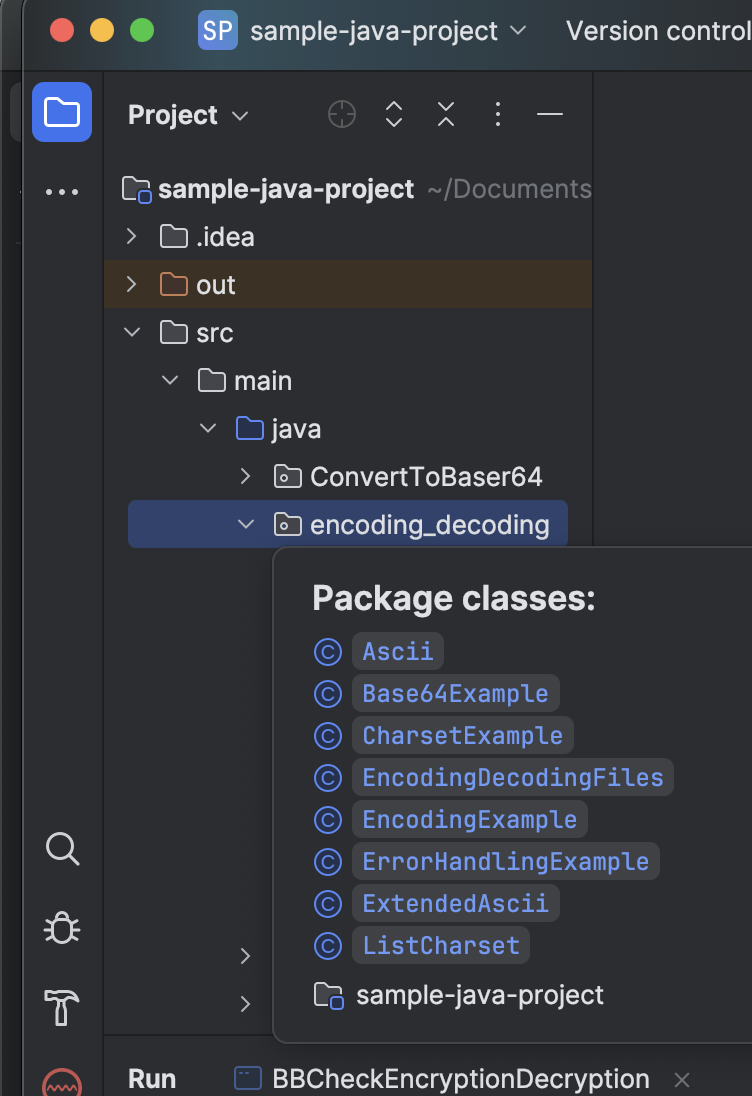 SP sample-java-project Version control
Project
sample-java-project ~/Documents
.idea
out
src
main
java
ConvertToBaser64
encoding_decoding
Package classes:
C Ascii
C Base64Example
C CharsetExample
C EncodingDecodingFiles
C EncodingExample
C ErrorHandlingExample
C ExtendedAscii
C ListCharset
sample-java-project
Run BBCheckEncryptionDecryption